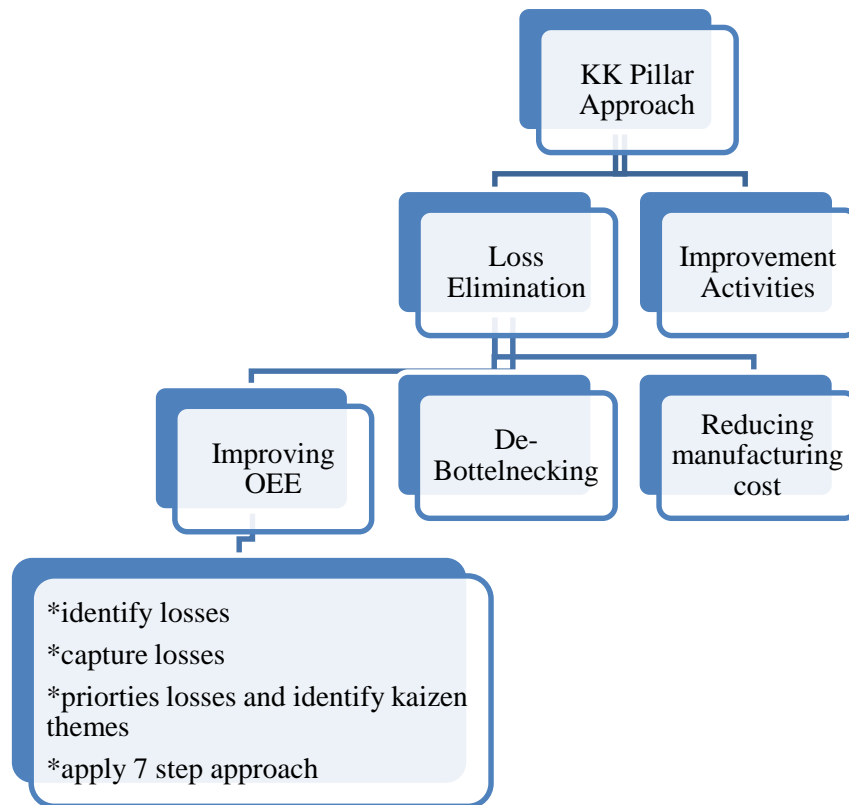 KK Pillar
Approach
Loss
Elimination
Improvement
Activities
Improving
OEE
De-
Bottelnecking
Reducing
manufacturing
cost
*identify losses
*capture losses
*priorties losses and identify kaizen
themes
*apply 7 step approach